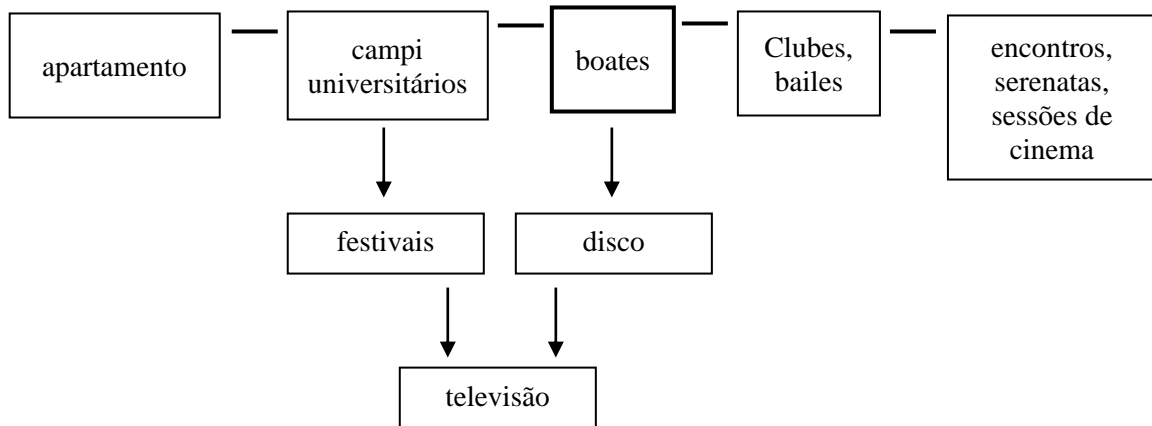 apartamento
campi
universitários
boates
Clubes,
bailes
encontros,
serenatas,
sessões de
cinema
festivais
disco
televisão